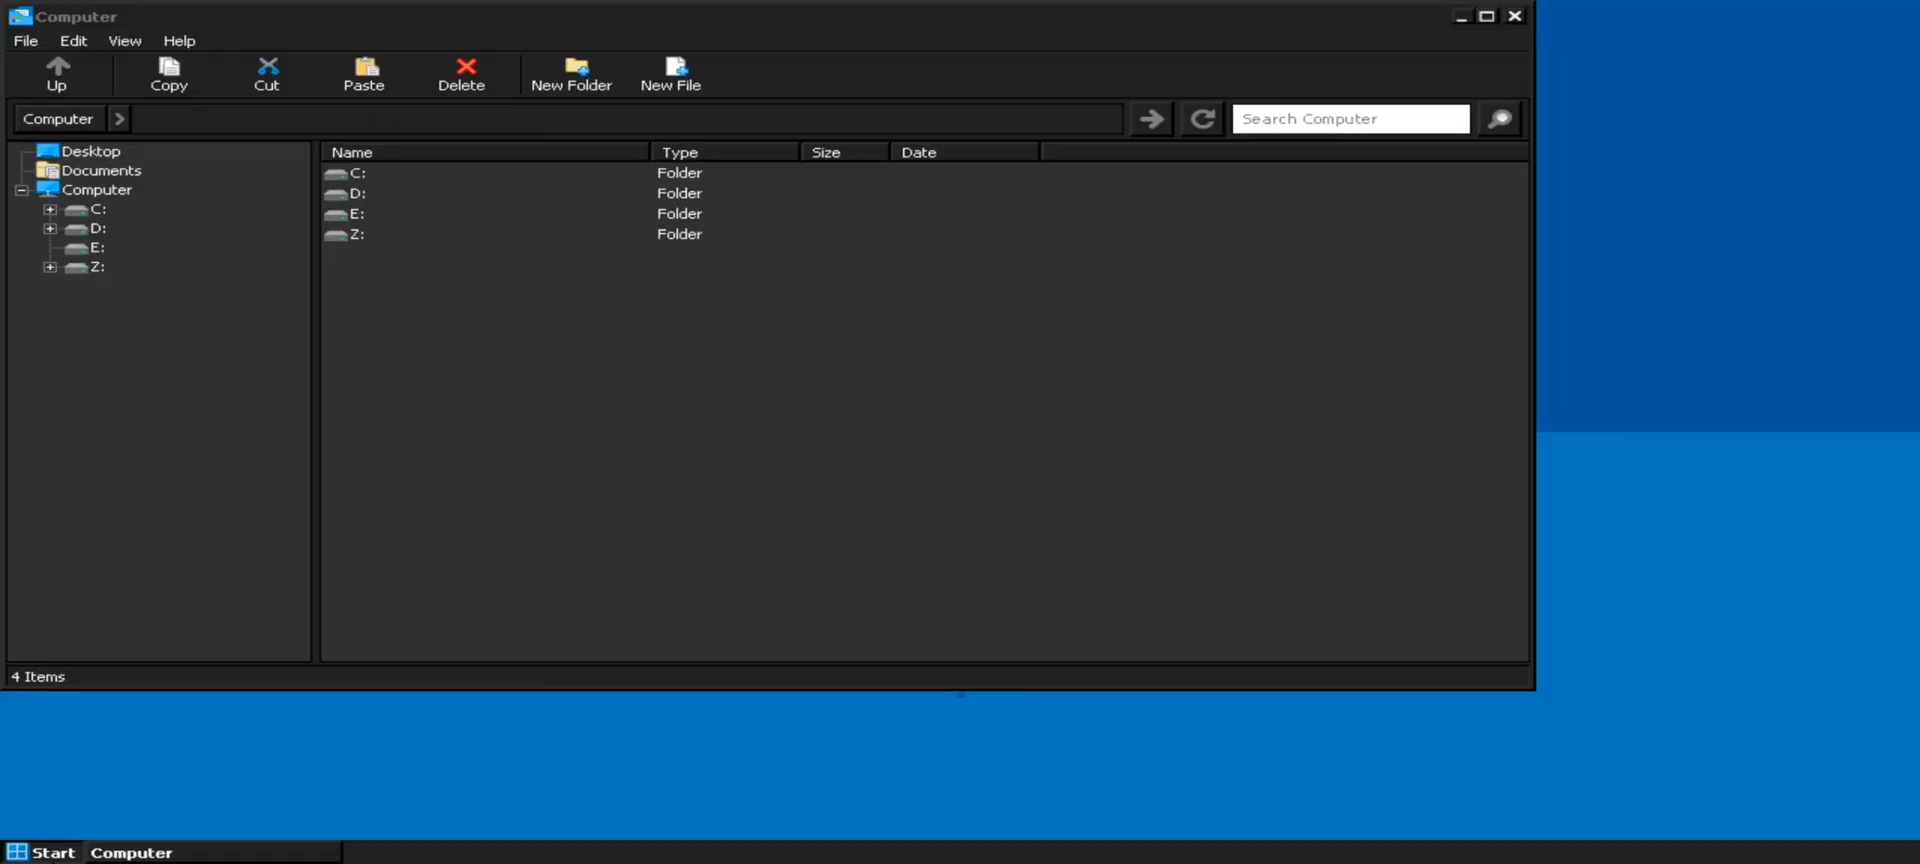 Computer
File Edit View Help
Up Copy Cut Paste Delete New Folder New File
Computer Search Computer
Desktop
Documents
Computer
C:
D:
E:
Z:
Name Type Size Date
C: Folder
D: Folder
E: Folder
Z: Folder
4 Items
Start Computer